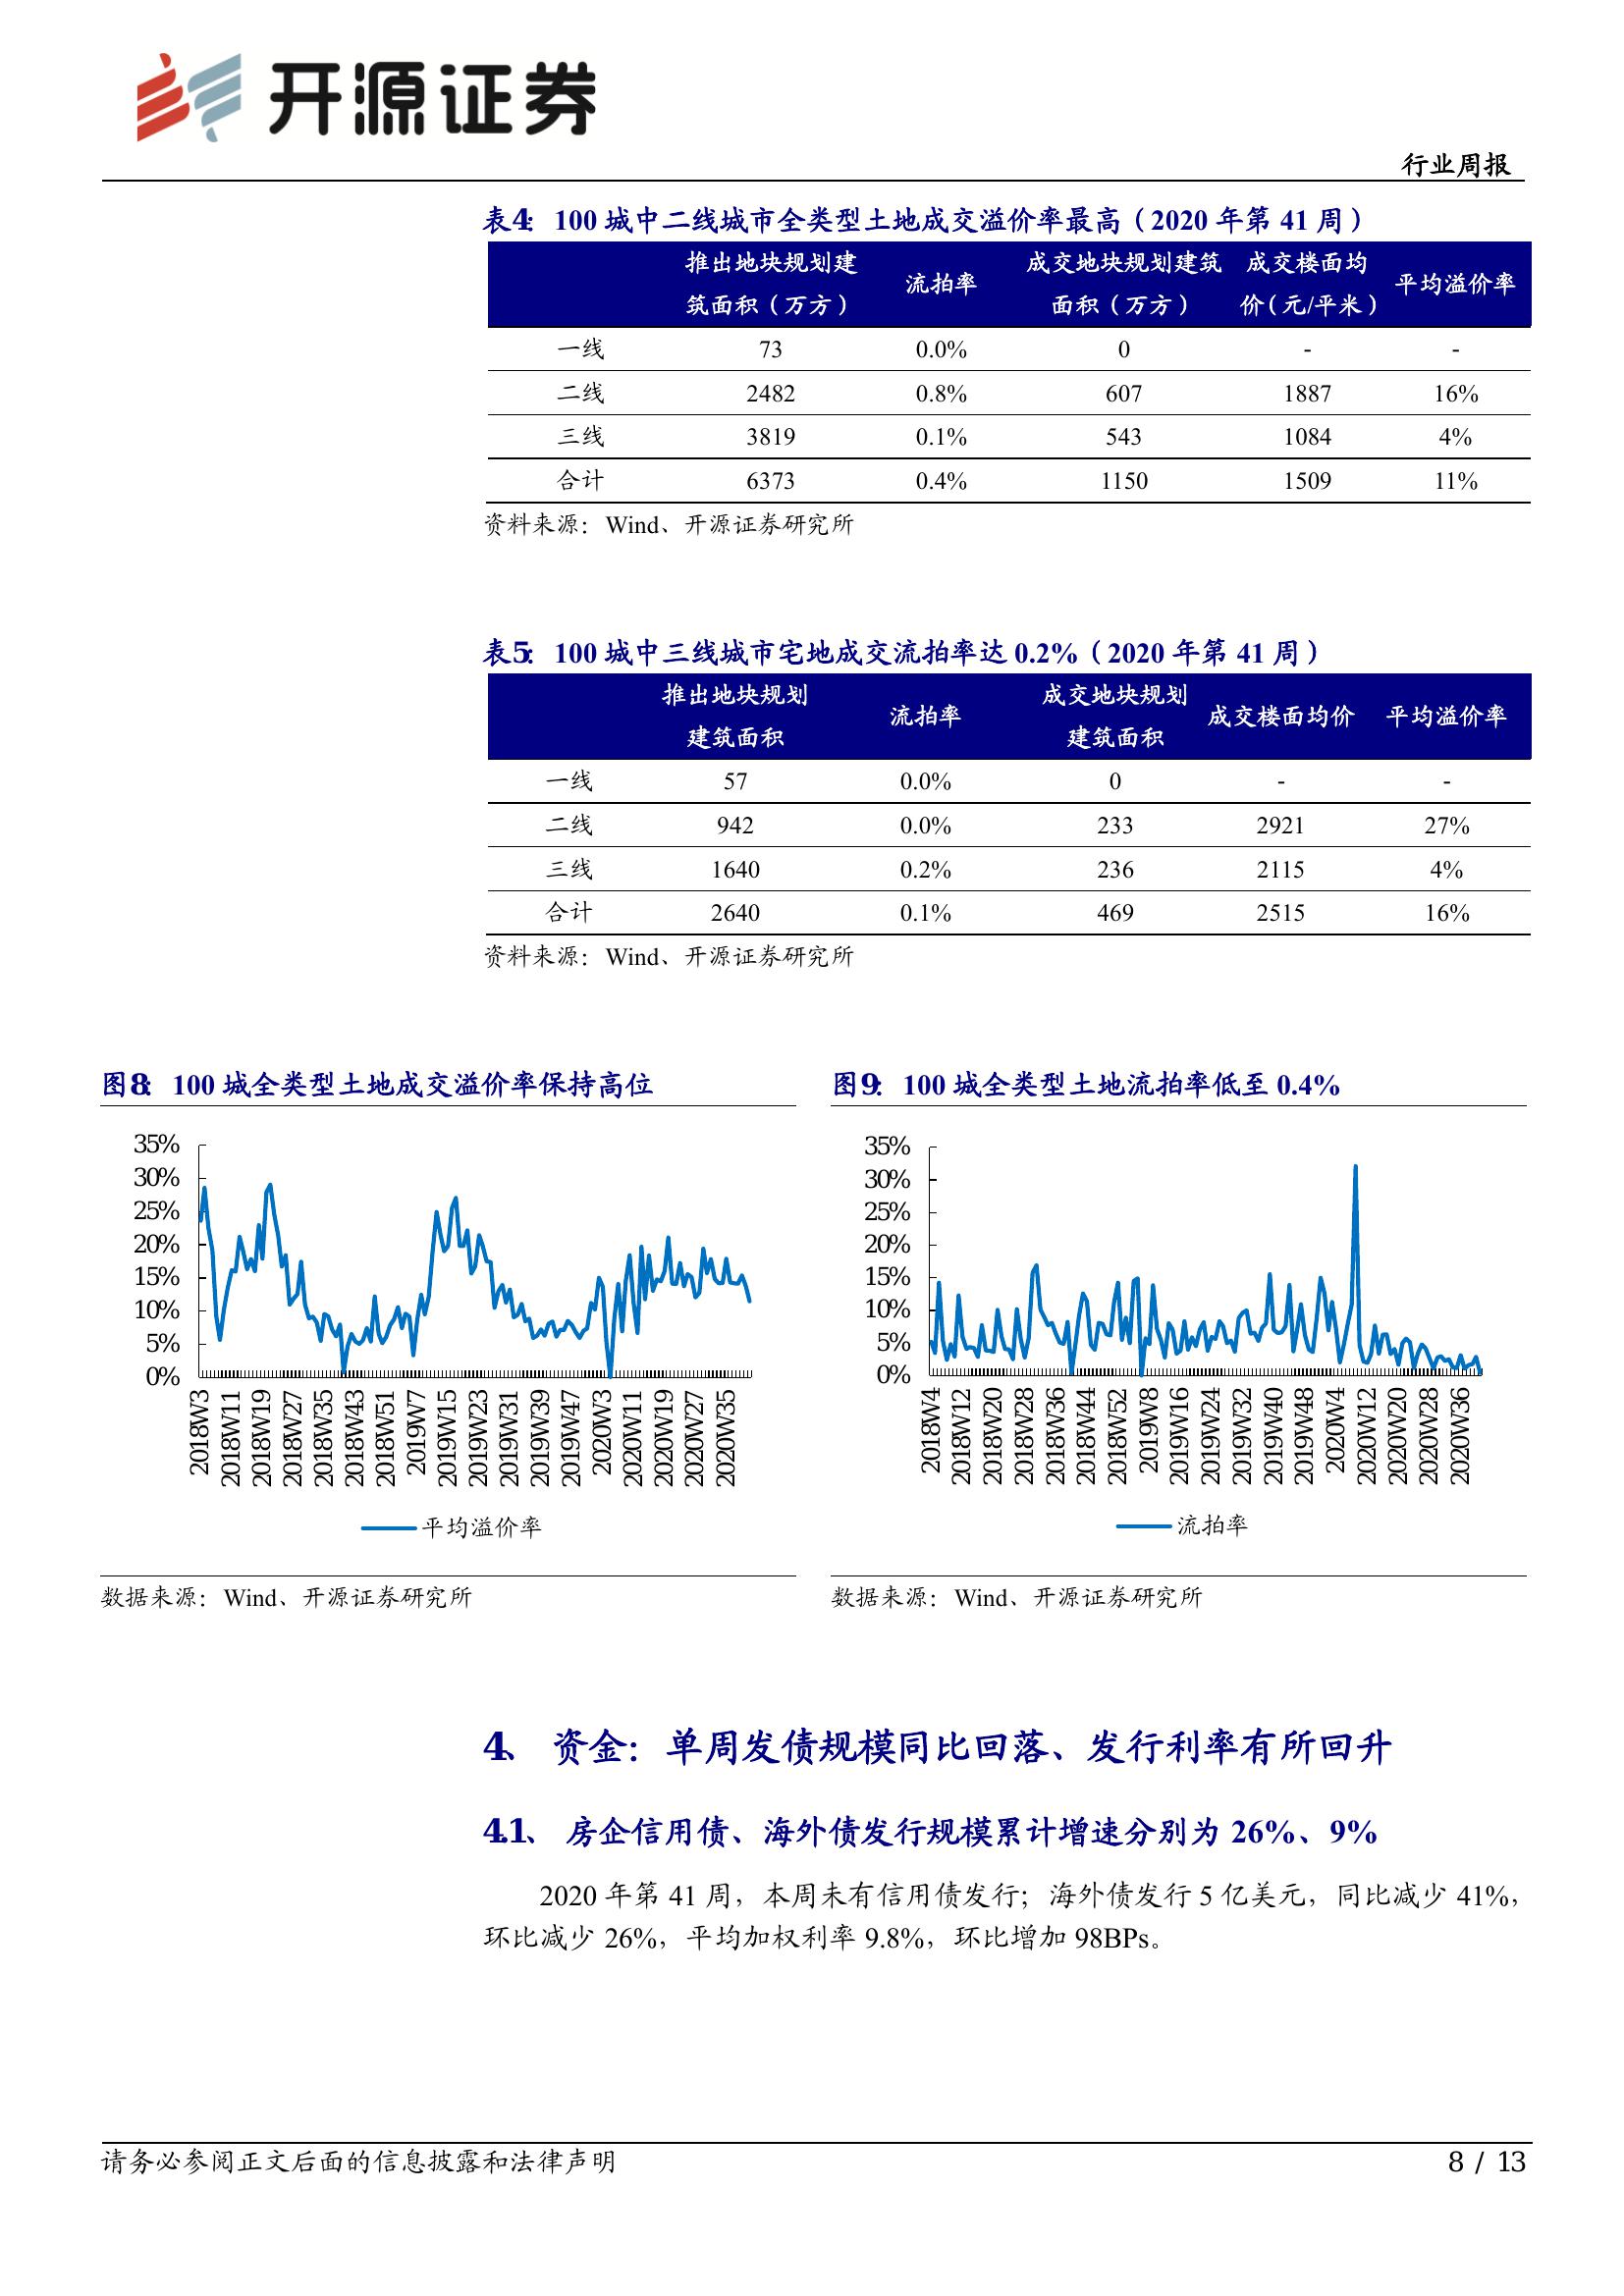 开源证券
行业周报
表4： 100 城中二线城市全类型土地成交溢价率最高（2020 年第 41 周）
推出地块规划建筑面积（万方） 流拍率 成交地块规划建筑面积（万方） 成交楼面均价（元/平米） 平均溢价率
一线 73 0.0% 0 - -
二线 2482 0.8% 607 1887 16%
三线 3819 0.1% 543 1084 4%
合计 6373 0.4% 1150 1509 11%
资料来源：Wind、开源证券研究所
表5： 100 城中三线城市宅地成交流拍率达 0.2%（2020 年第 41 周）
推出地块规划建筑面积 流拍率 成交地块规划建筑面积 成交楼面均价 平均溢价率
一线 57 0.0% 0 - -
二线 942 0.0% 233 2921 27%
三线 1640 0.2% 236 2115 4%
合计 2640 0.1% 469 2515 16%
资料来源：Wind、开源证券研究所
图8： 100 城全类型土地成交溢价率保持高位
35%
30%
25%
20%
15%
10%
5%
0%
2018W3 2018W11 2018W19 2018W27 2018W35 2018W43 2018W51 2019W7 2019W15 2019W23 2019W31 2019W39 2019W47 2020W3 2020W11 2020W19 2020W27 2020W35
平均溢价率
数据来源：Wind、开源证券研究所
图9： 100 城全类型土地流拍率低至 0.4%
35%
30%
25%
20%
15%
10%
5%
0%
2018W4 2018W12 2018W20 2018W28 2018W36 2018W44 2018W52 2019W8 2019W16 2019W24 2019W32 2019W40 2019W48 2020W4 2020W12 2020W20 2020W28 2020W36
流拍率
数据来源：Wind、开源证券研究所
4、 资金：单周发债规模同比回落、发行利率有所回升
4.1、 房企信用债、海外债发行规模累计增速分别为 26%、9%
2020 年第 41 周，本周未有信用债发行；海外债发行 5 亿美元，同比减少 41%，
环比减少 26%，平均加权利率 9.8%，环比增加 98BPs。
请务必参阅正文后面的信息披露和法律声明
8 / 13